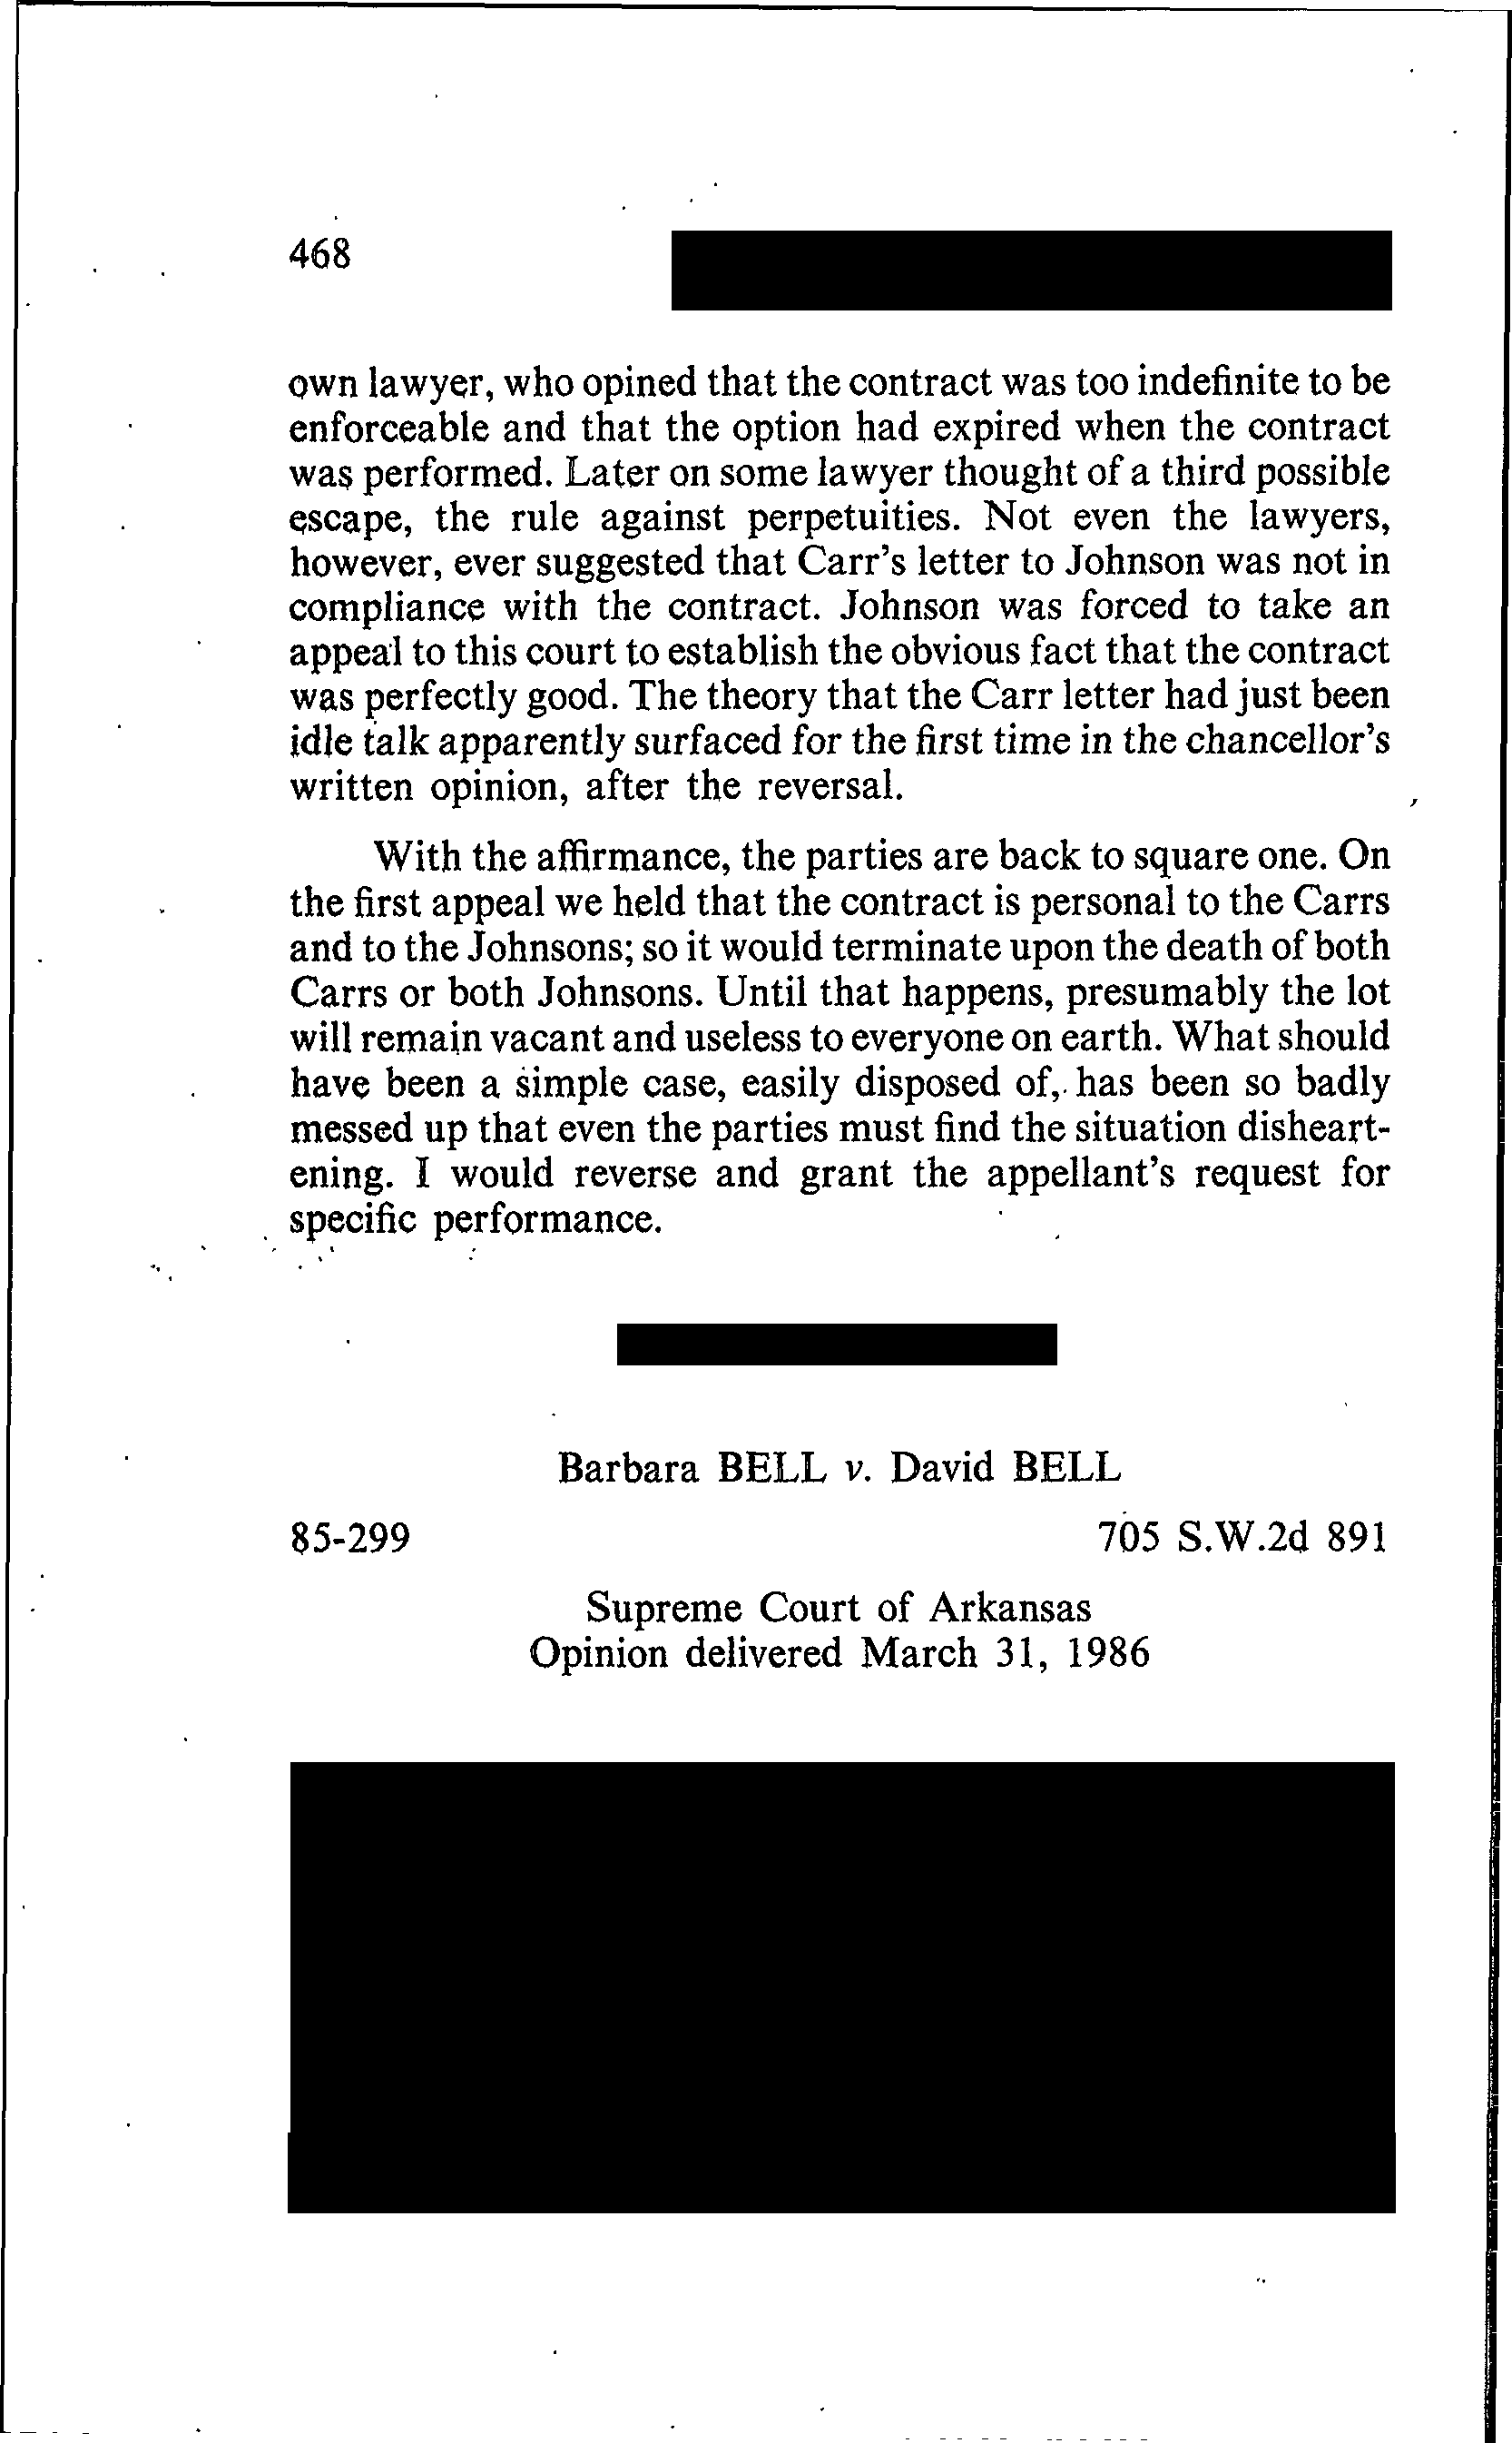 468
own lawyer, who opined that the contract was too indefinite to be
enforceable and that the option had expired when the contract
was performed. Later on some lawyer thought of a third possible
escape, the rule against perpetuities. Not even the lawyers,
however, ever suggested that Carr's letter to Johnson was not in
compliance with the contract. Johnson was forced to take an
appeal to this court to establish the obvious fact that the contract
was perfectly good. The theory that the Carr letter had just been
idle talk apparently surfaced for the first time in the chancellor's
written opinion, after the reversal.
With the affirmance, the parties are back to square one. On
the first appeal we held that the contract is personal to the Carrs
and to the Johnsons; so it would terminate upon the death of both
Carrs or both Johnsons. Until that happens, presumably the lot
will remain vacant and useless to everyone on earth. What should
have been a simple case, easily disposed of, has been so badly
messed up that even the parties must find the situation disheart-
ening. I would reverse and grant the appellant's request for
specific performance.
Barbara BELL v. David BELL
85-299 705 S.W.2d 891
Supreme Court of Arkansas
Opinion delivered March 31, 1986